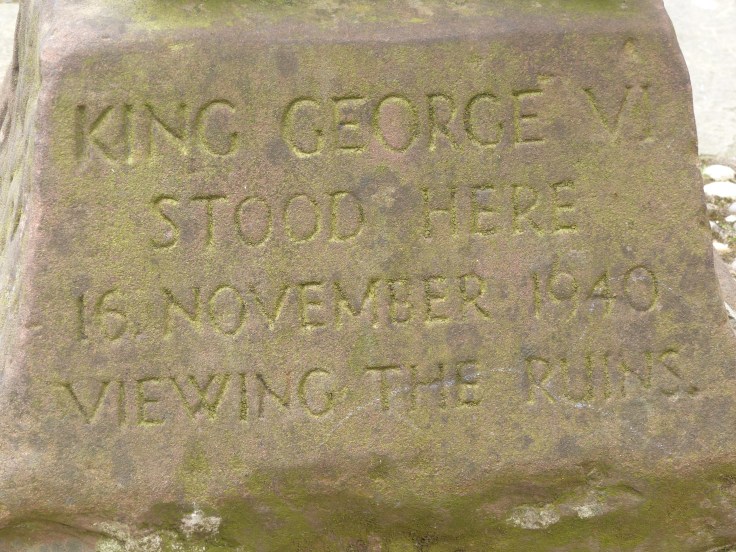 KING GEORGE VI
STOOD HERE
16. NOVEMBER 1940
VIEWING THE RUINS.